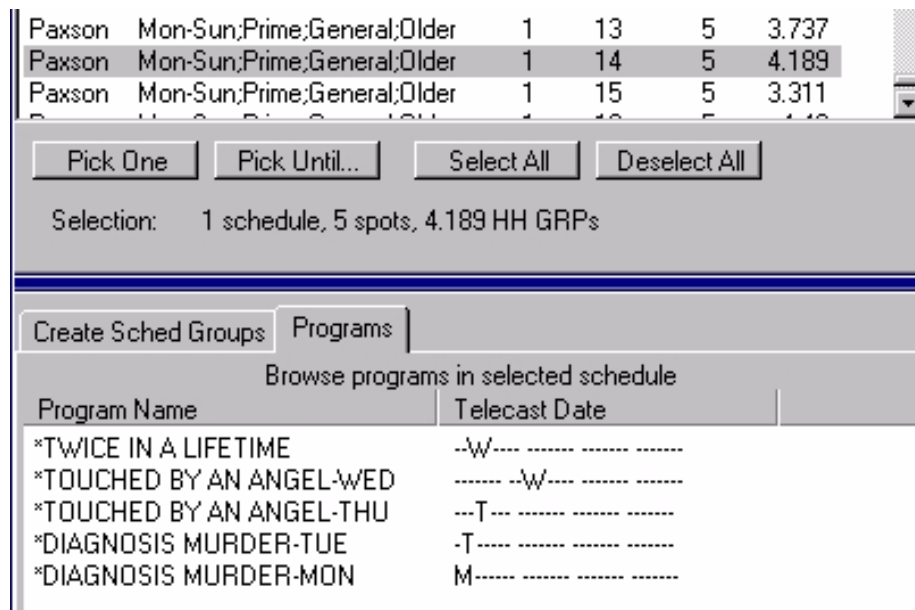 Paxson Mon-Sun;Prime;General;Older 1 13 5 3.737
Paxson Mon-Sun;Prime;General;Older 1 14 5 4.189
Paxson Mon-Sun;Prime;General;Older 1 15 5 3.311
Pick One Pick Until... Select All Deselect All
Selection: 1 schedule, 5 spots, 4.189 HH GRPs
Create Sched Groups Programs
Browse programs in selected schedule
Program Name Telecast Date
*TWICE IN A LIFETIME --W---- ------- ------- -------
*TOUCHED BY AN ANGEL-WED ------- --W---- ------- -------
*TOUCHED BY AN ANGEL-THU ---T--- ------- ------- -------
*DIAGNOSIS MURDER-TUE -T----- ------- ------- -------
*DIAGNOSIS MURDER-MON M------ ------- ------- -------